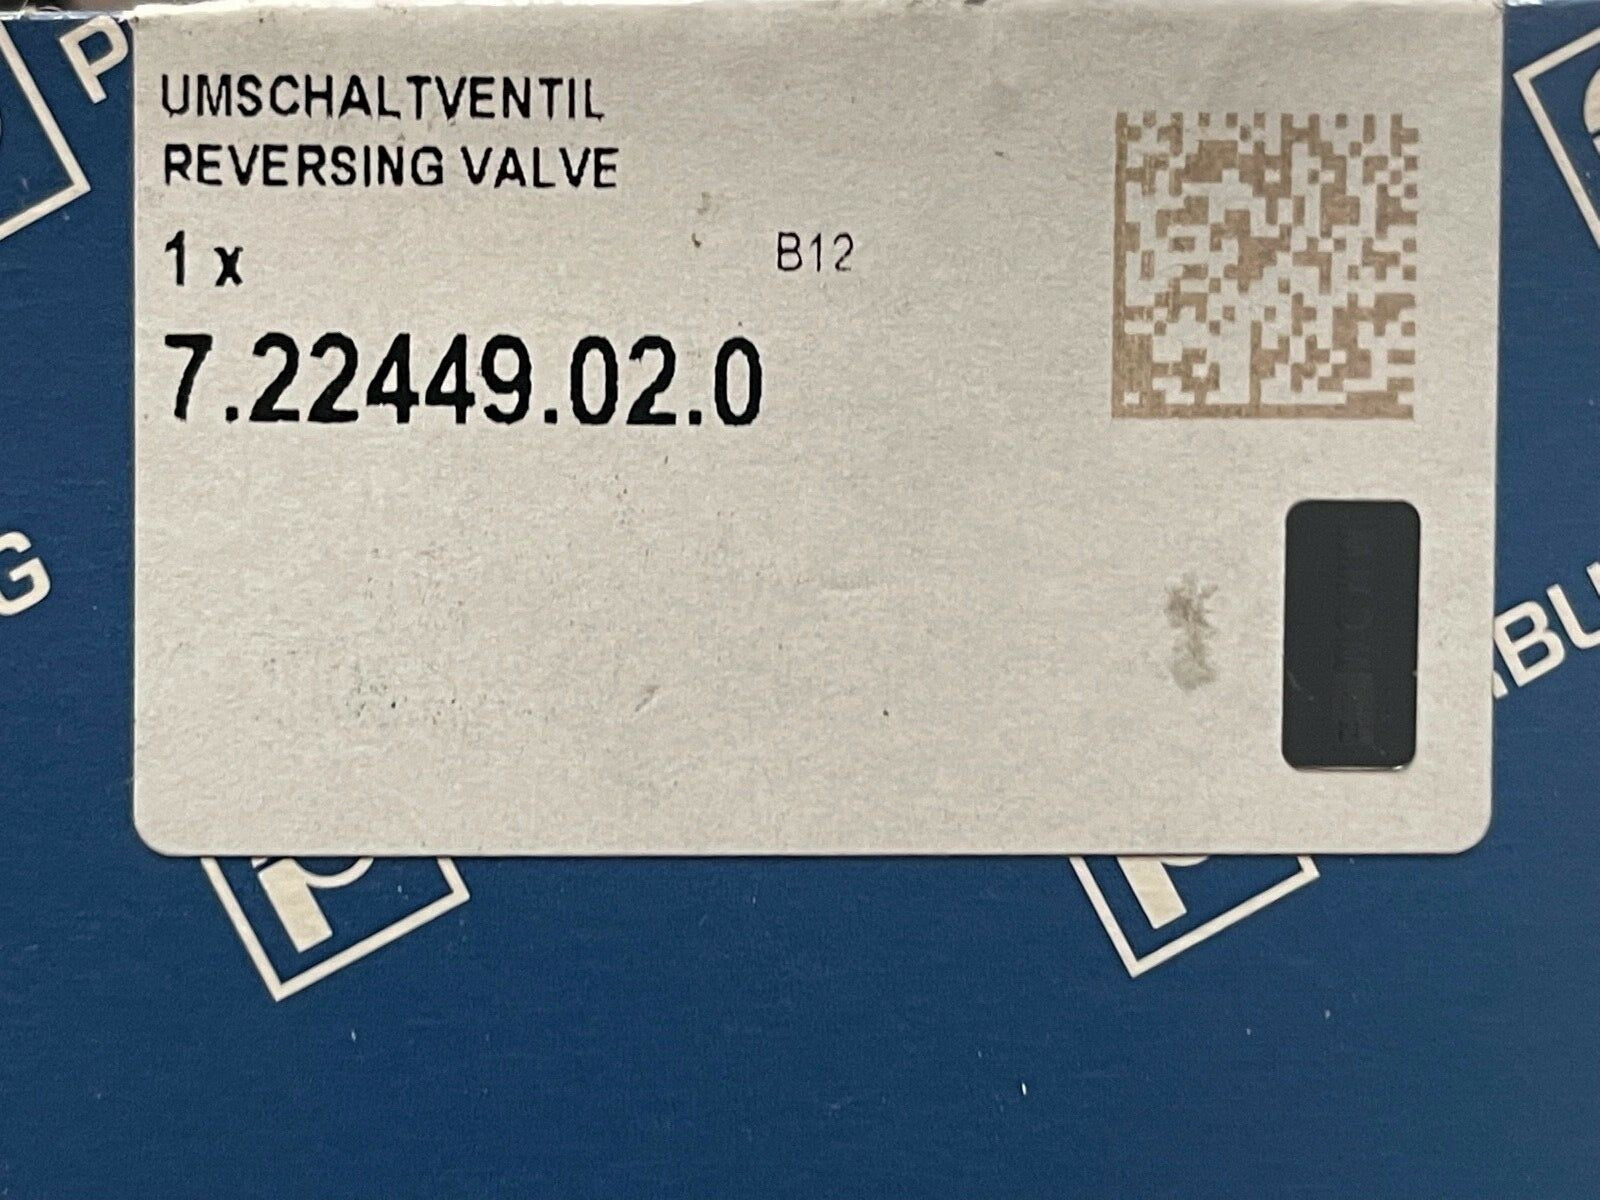 UMSCHALTVENTIL
REVERSING VALVE
1 x
B12
7.22449.02.0